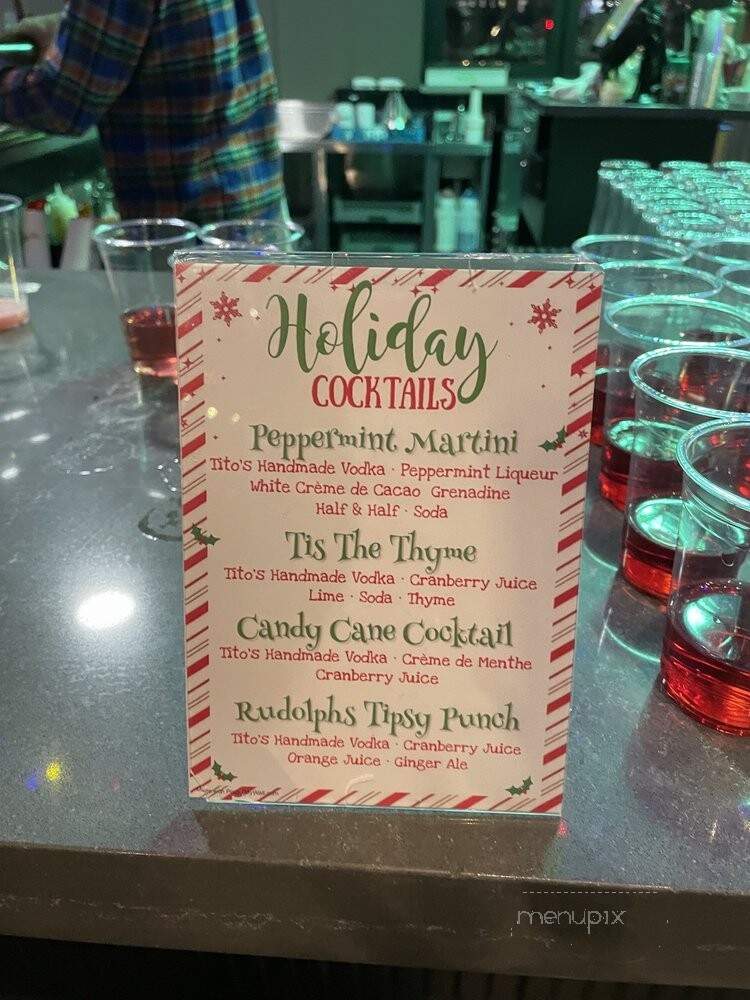 Holiday
COCKTAILS
Peppermint Martini
Tito's Handmade Vodka · Peppermint Liqueur
White Crème de Cacao Grenadine
Half & Half · Soda
Tis The Thyme
Tito's Handmade Vodka · Cranberry Juice
Lime · Soda · Thyme
Candy Cane Cocktail
Tito's Handmade Vodka · Crème de Menthe
Cranberry Juice
Rudolphs Tipsy Punch
Tito's Handmade Vodka · Cranberry Juice
Orange Juice · Ginger Ale
menupix